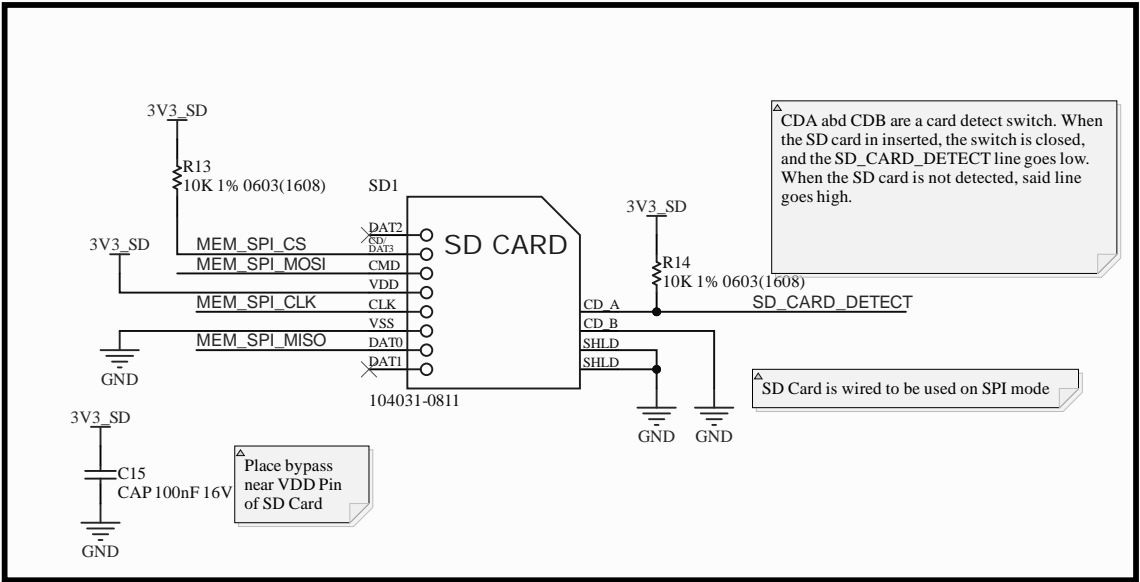 3V3_SD
R13
10K 1% 0603(1608)
SD1
3V3_SD
MEM_SPI_CS
MEM_SPI_MOSI
MEM_SPI_CLK
MEM_SPI_MISO
DAT2
CD/
DAT3
CMD
VDD
CLK
VSS
DAT0
DAT1
SD CARD
104031-0811
GND
3V3_SD
R14
10K 1% 0603(1608)
CD_A
CD_B
SHLD
SHLD
SD_CARD_DETECT
GND
GND
CDA abd CDB are a card detect switch. When
the SD card in inserted, the switch is closed,
and the SD_CARD_DETECT line goes low.
When the SD card is not detected, said line
goes high.
SD Card is wired to be used on SPI mode
3V3_SD
C15
CAP 100nF 16V
GND
Place bypass
near VDD Pin
of SD Card